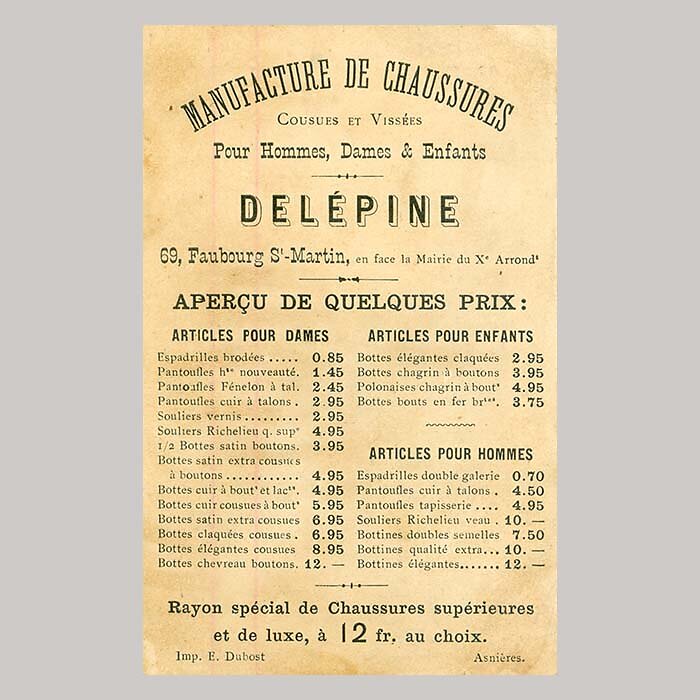 MANUFACTURE DE CHAUSSURES
COUSUES ET VISSÉES
Pour Hommes, Dames & Enfants
DELÉPINE
69, Faubourg Sᵗ-Martin, en face la Mairie du Xᵉ Arrondᵗ
APERÇU DE QUELQUES PRIX:
ARTICLES POUR DAMES
Espadrilles brodées ..... 0.85
Pantoufles hᵗᵉ nouveauté. 1.45
Pantoufles Fénelon à tal. 2.45
Pantoufles cuir à talons . 2.95
Souliers vernis ......... 2.95
Souliers Richelieu q. supʳᵉ 4.95
1/2 Bottes satin boutons. 3.95
Bottes satin extra cousues
à boutons ............ 4.95
Bottes cuir à boutᵗ et lacᵗˢ. 4.95
Bottes cuir cousues à boutᵗ 5.95
Bottes satin extra cousues 6.95
Bottes claquées cousues . 6.95
Bottes élégantes cousues 8.95
Bottes chevreau boutons. 12. —
ARTICLES POUR ENFANTS
Bottes élégantes claquées 2.95
Bottes chagrin à boutons 3.95
Polonaises chagrin à boutˢ 4.95
Bottes bouts en fer brᵗᵉˢ. 3.75
ARTICLES POUR HOMMES
Espadrilles double galerie 0.70
Pantoufles cuir à talons . 4.50
Pantoufles tapisserie .... 4.95
Souliers Richelieu veau . 10. —
Bottines doubles semelles 7.50
Bottines qualité extra... 10. —
Bottines élégantes....... 12. —
Rayon spécial de Chaussures supérieures
et de luxe, à 12 fr. au choix.
Imp. E. Dubost Asnières.